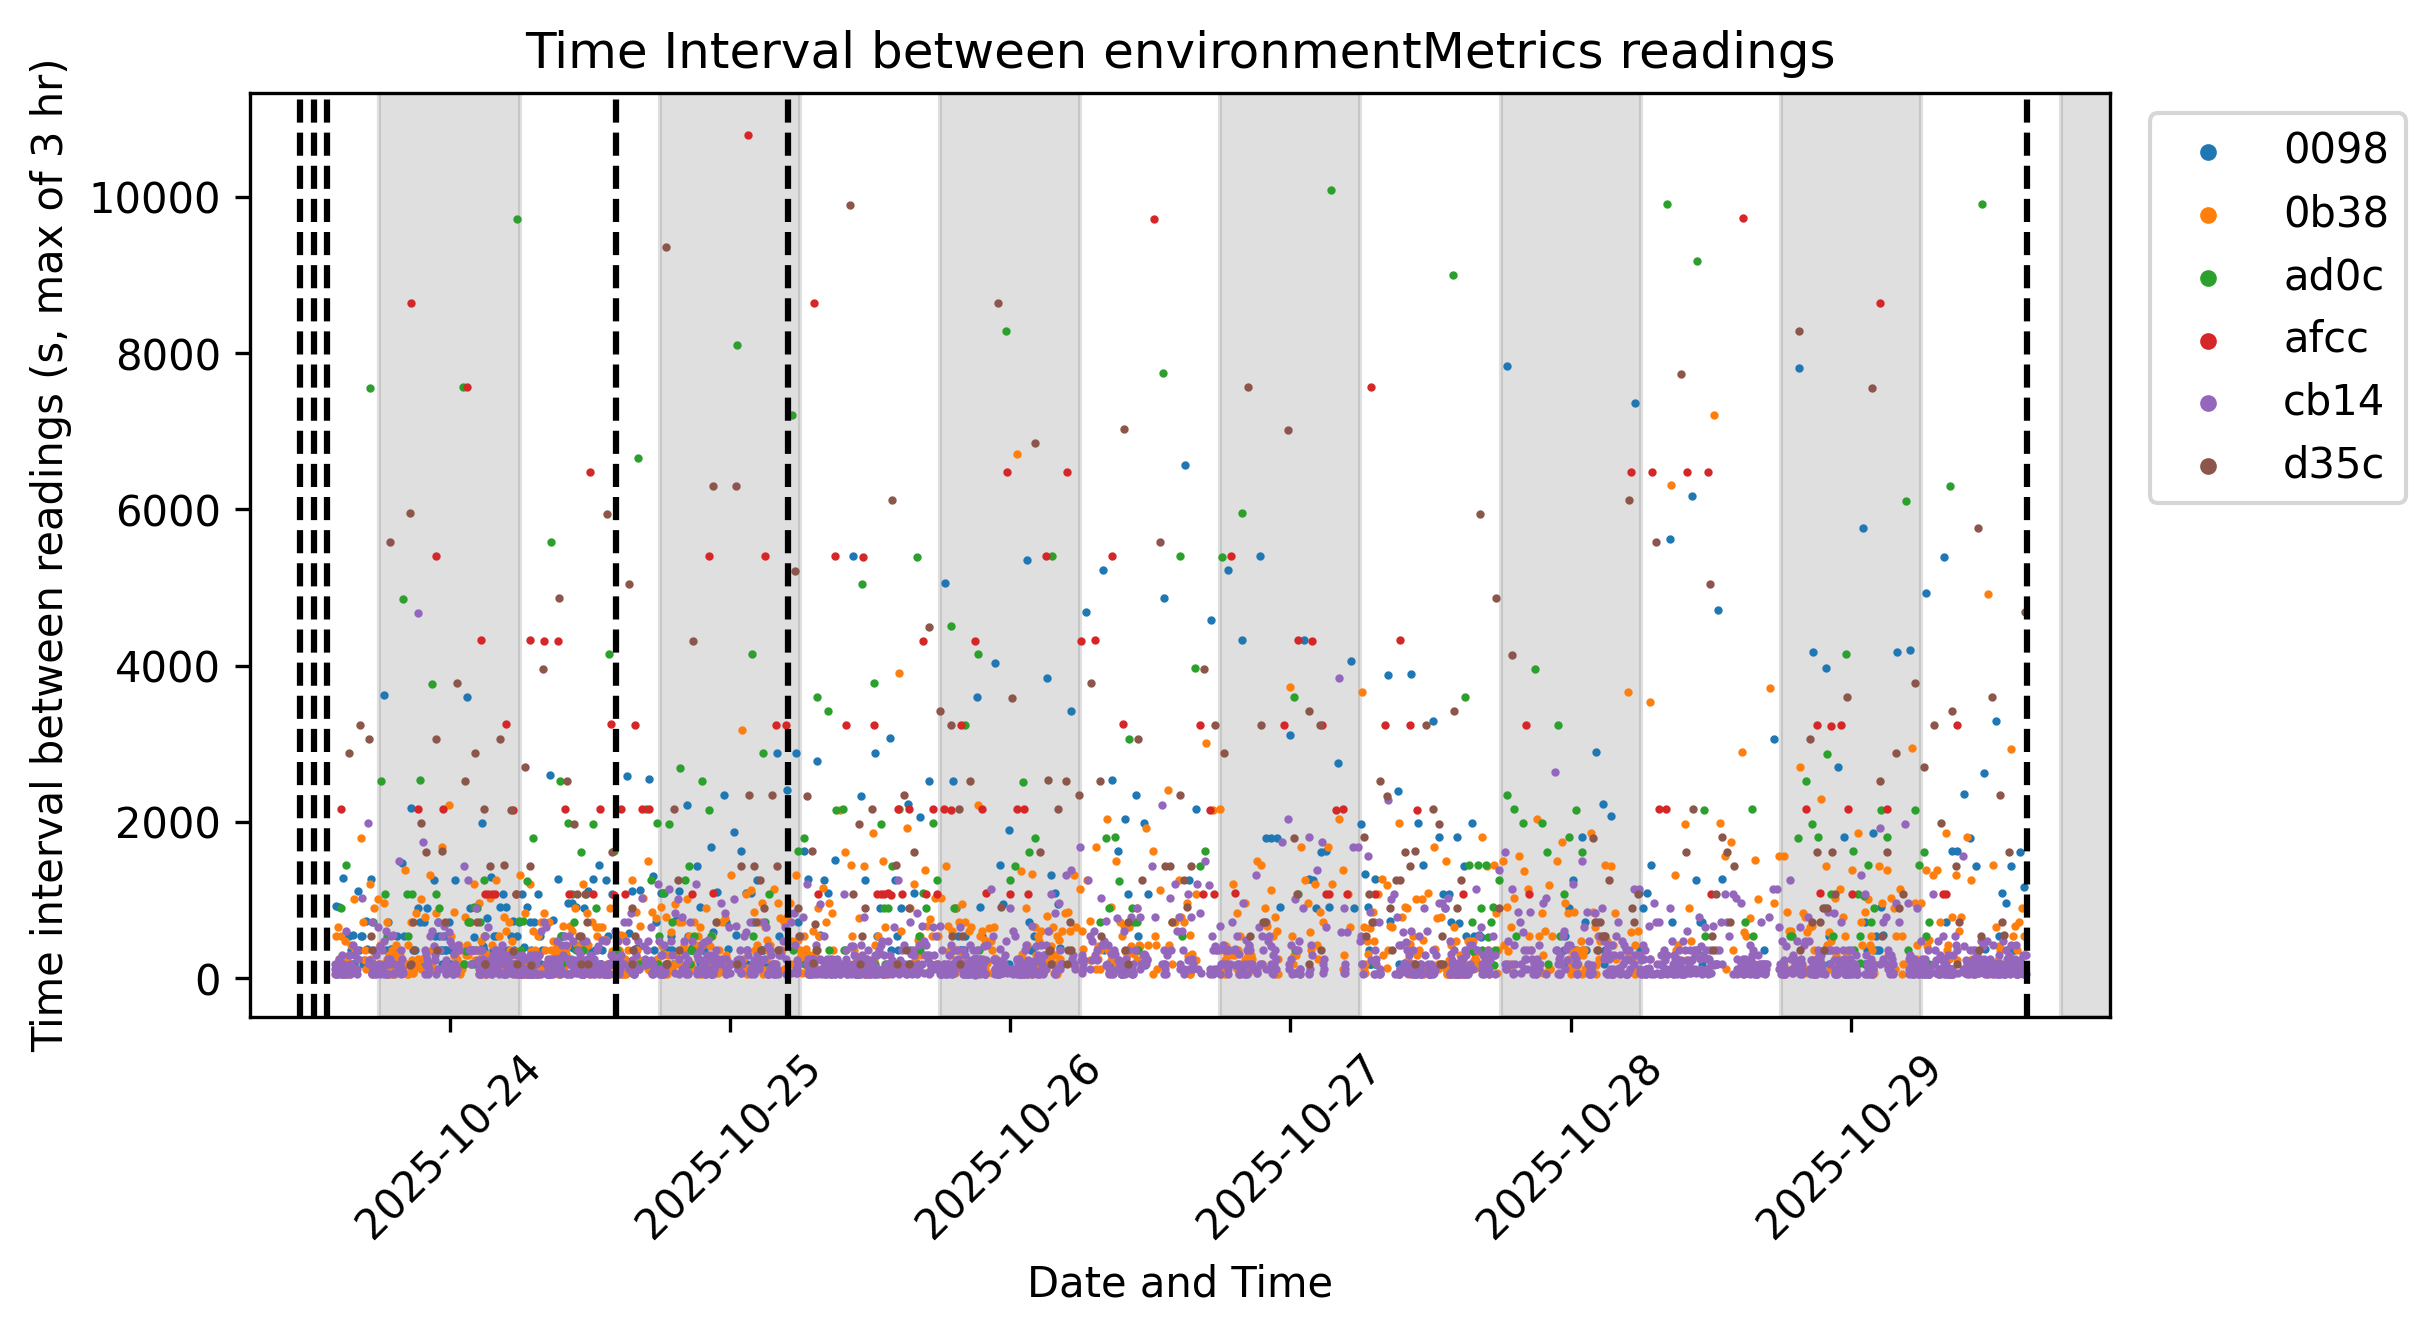 Time Interval between environmentMetrics readings
Time interval between readings (s, max of 3 hr)
10000
8000
6000
4000
2000
0
2025-10-24
2025-10-25
2025-10-26
2025-10-27
2025-10-28
2025-10-29
Date and Time
0098
0b38
ad0c
afcc
cb14
d35c